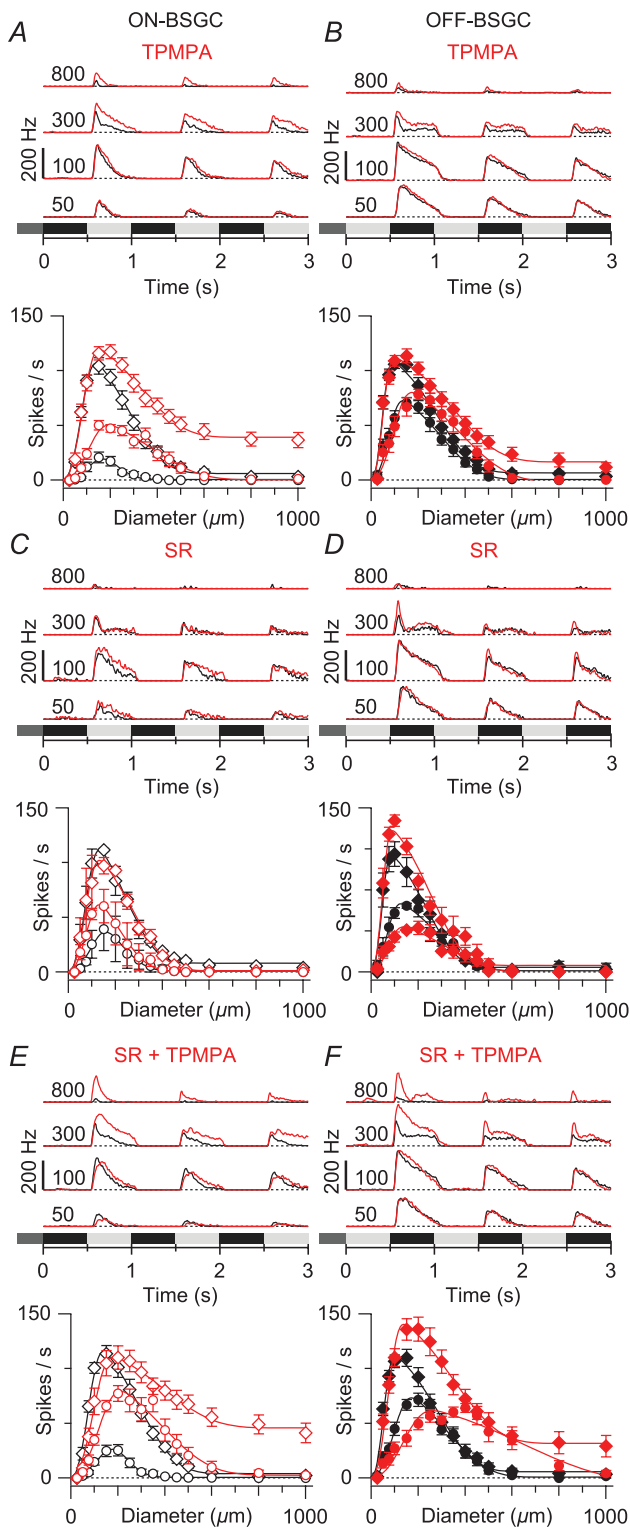 A ON-BSGC
TPMPA
800
300
100
50
200 Hz
0 1 2 3
Time (s)
150
Spikes / s
0
0 Diameter (µm) 1000
B OFF-BSGC
TPMPA
800
300
100
50
200 Hz
0 1 2 3
Time (s)
150
Spikes / s
0
0 Diameter (µm) 1000
C SR
800
300
100
50
200 Hz
0 1 2 3
Time (s)
150
Spikes / s
0
0 Diameter (µm) 1000
D SR
800
300
100
50
200 Hz
0 1 2 3
Time (s)
150
Spikes / s
0
0 Diameter (µm) 1000
E SR + TPMPA
800
300
100
50
200 Hz
0 1 2 3
Time (s)
150
Spikes / s
0
0 Diameter (µm) 1000
F SR + TPMPA
800
300
100
50
200 Hz
0 1 2 3
Time (s)
150
Spikes / s
0
0 Diameter (µm) 1000